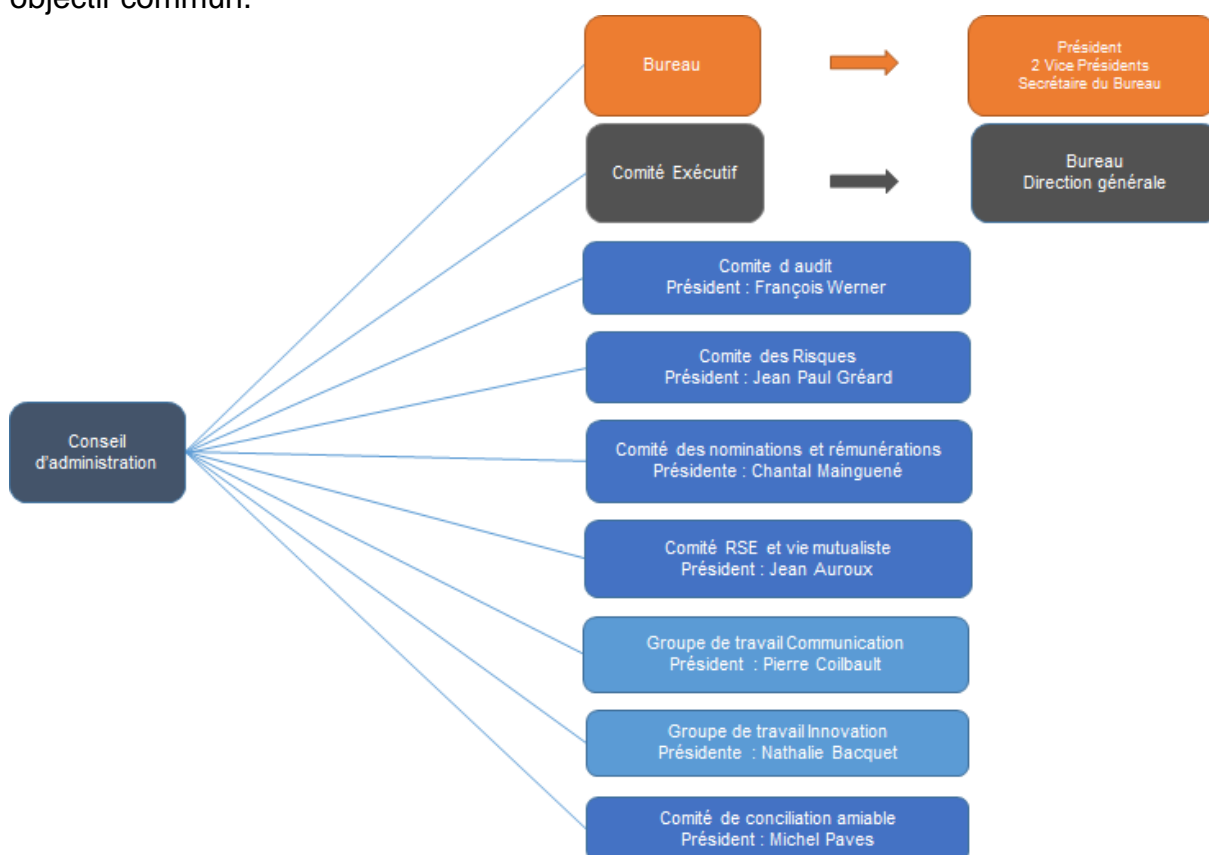 objectif commun.
Bureau
Président
2 Vice Présidents
Secrétaire du Bureau
Comité Exécutif
Bureau
Direction générale
Comite d audit
Président : François Werner
Comite des Risques
Président : Jean Paul Gréard
Conseil
d'administration
Comité des nominations et rémunérations
Présidente : Chantal Mainguené
Comité RSE et vie mutualiste
Président : Jean Auroux
Groupe de travail Communication
Président : Pierre Coilbault
Groupe de travail Innovation
Présidente : Nathalie Bacquet
Comité de conciliation amiable
Président : Michel Paves